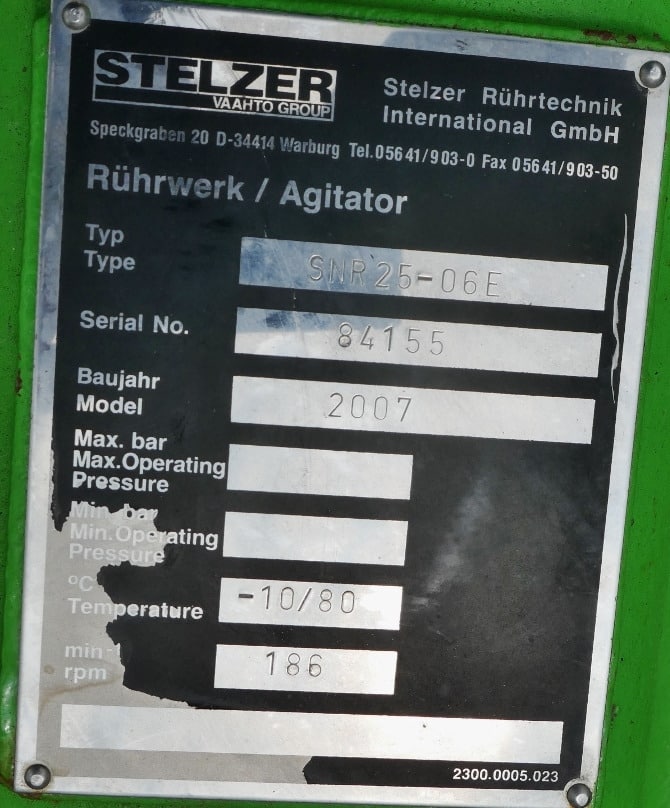 STELZER
VAAHTO GROUP
Stelzer Rührtechnik
International GmbH
Speckgraben 20 D-34414 Warburg Tel.05641/903-0 Fax 05641/903-50
Rührwerk / Agitator
Typ
Type
SNR25-06E
Serial No.
84155
Baujahr
Model
2007
Max. bar
Max.Operating
Pressure
Min. bar
Min.Operating
Pressure
°C
Temperature
-10/80
min-1
rpm
186
2300.0005.023